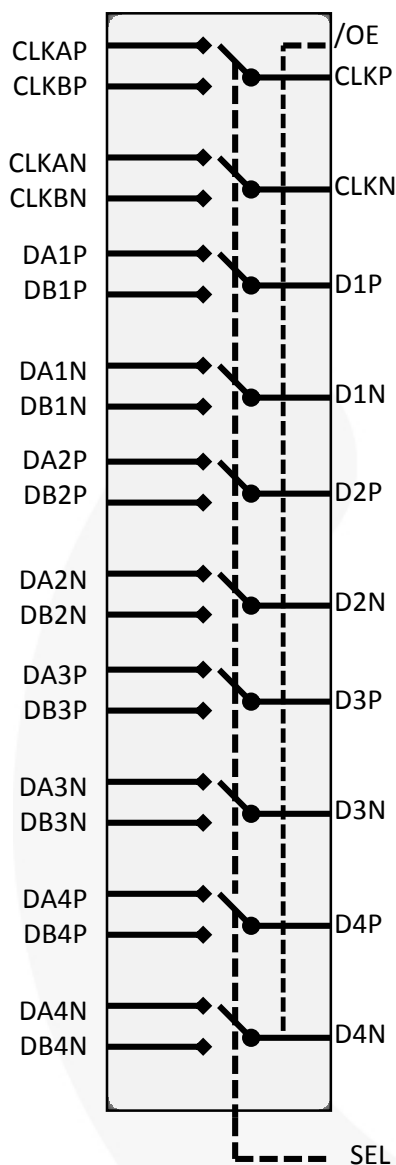 /OE
CLKAP
CLKP
CLKBP
CLKAN
CLKN
CLKBN
DA1P
D1P
DB1P
DA1N
D1N
DB1N
DA2P
D2P
DB2P
DA2N
D2N
DB2N
DA3P
D3P
DB3P
DA3N
D3N
DB3N
DA4P
D4P
DB4P
DA4N
D4N
DB4N
SEL